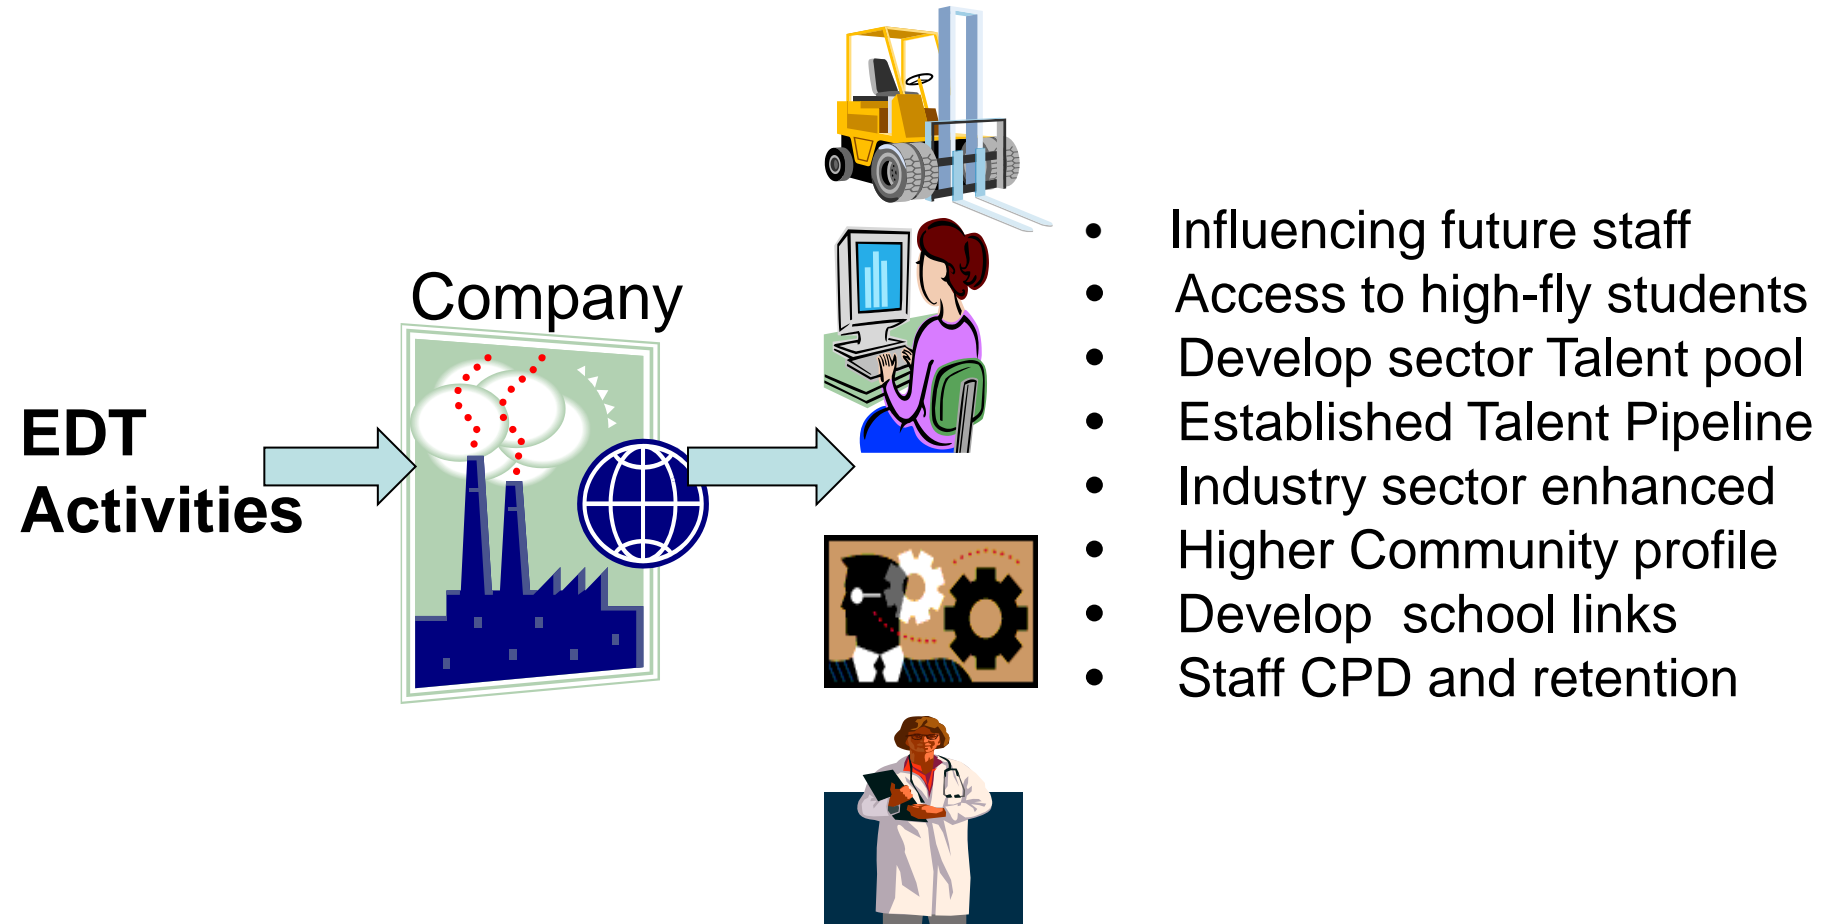 EDT
Activities
Company
• Influencing future staff
• Access to high-fly students
• Develop sector Talent pool
• Established Talent Pipeline
• Industry sector enhanced
• Higher Community profile
• Develop  school links
• Staff CPD and retention